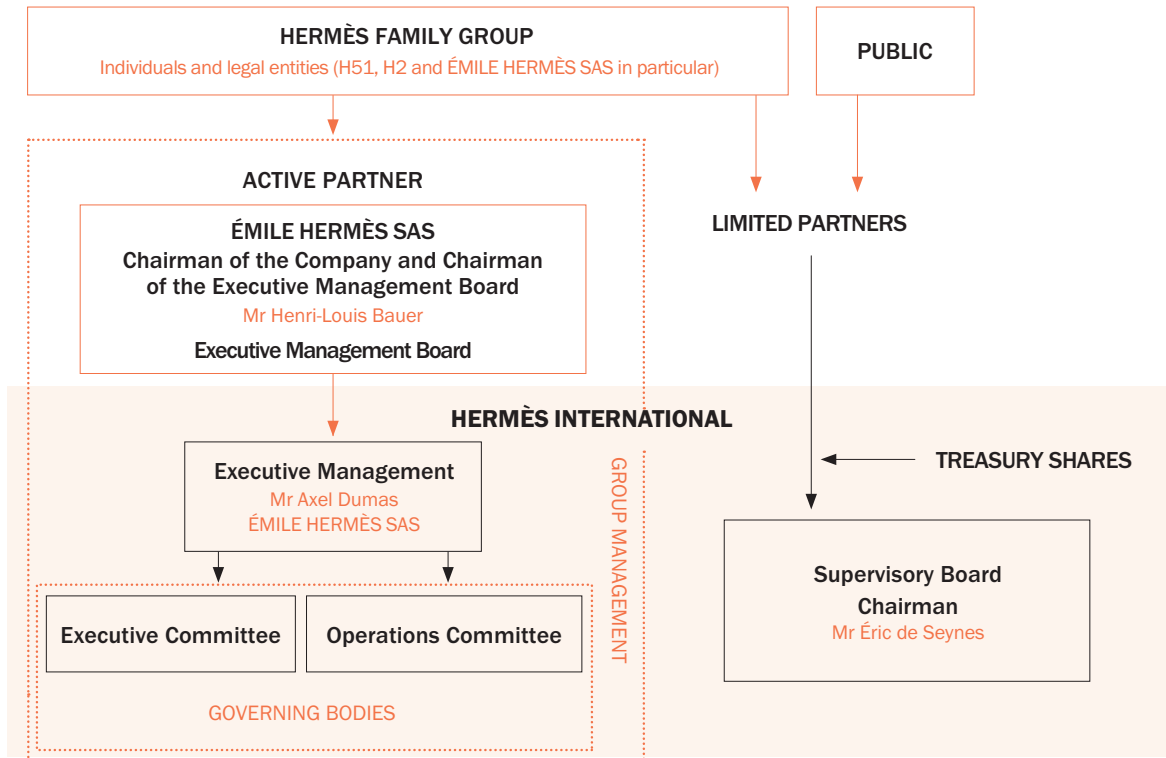 HERMÈS FAMILY GROUP
Individuals and legal entities (H51, H2 and ÉMILE HERMÈS SAS in particular)
PUBLIC
ACTIVE PARTNER
ÉMILE HERMÈS SAS
Chairman of the Company and Chairman
of the Executive Management Board
Mr Henri-Louis Bauer
Executive Management Board
LIMITED PARTNERS
HERMÈS INTERNATIONAL
Executive Management
Mr Axel Dumas
ÉMILE HERMÈS SAS
GROUP MANAGEMENT
TREASURY SHARES
Executive Committee
Operations Committee
GOVERNING BODIES
Supervisory Board
Chairman
Mr Éric de Seynes